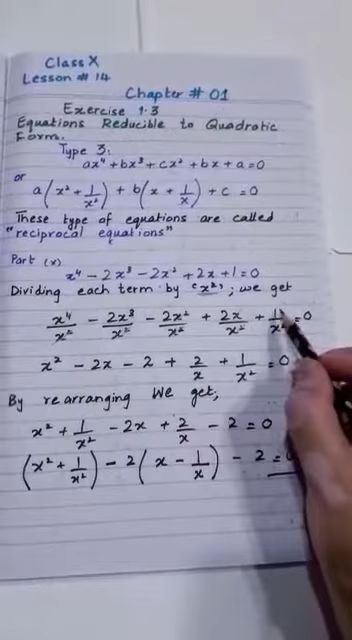 Class X
Lesson # 14
Chapter # 01
Exercise 1.3
Equations Reducible to Quadratic
Form.
Type 3:
ax⁴ + bx³ + cx² + bx + a = 0
or
a(x² + 1/x²) + b(x + 1/x) + c = 0
These type of equations are called
"reciprocal equations"
Part (x)
x⁴ - 2x³ - 2x² + 2x + 1 = 0
Dividing each term by "x²", we get
x⁴/x² - 2x³/x² - 2x²/x² + 2x/x² + 1/x² = 0
x² - 2x - 2 + 2/x + 1/x² = 0
By rearranging We get,
x² + 1/x² - 2x + 2/x - 2 = 0
(x² + 1/x²) - 2(x - 1/x) - 2 = 0